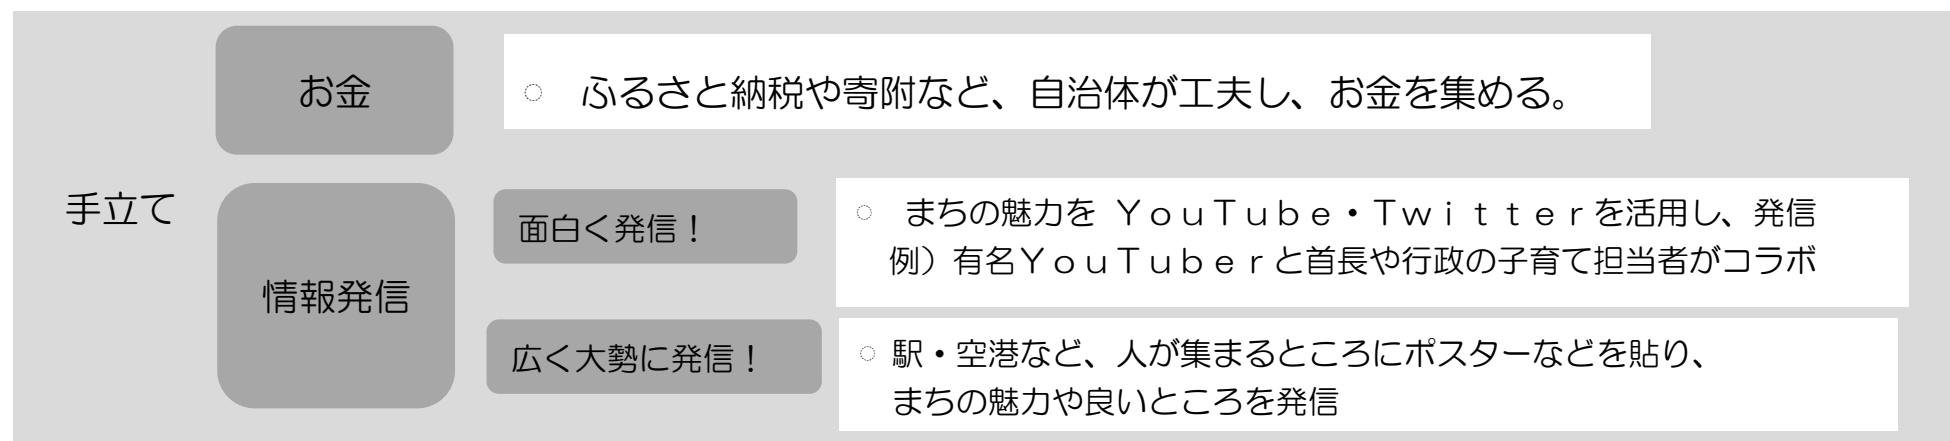 手立て
お金
◌ ふるさと納税や寄附など、自治体が工夫し、お金を集める。
情報発信
面白く発信！
◌ まちの魅力を ＹｏｕＴｕｂｅ・Ｔｗｉｔｔｅｒを活用し、発信
例）有名ＹｏｕＴｕｂｅｒと首長や行政の子育て担当者がコラボ
広く大勢に発信！
◌ 駅・空港など、人が集まるところにポスターなどを貼り、
まちの魅力や良いところを発信